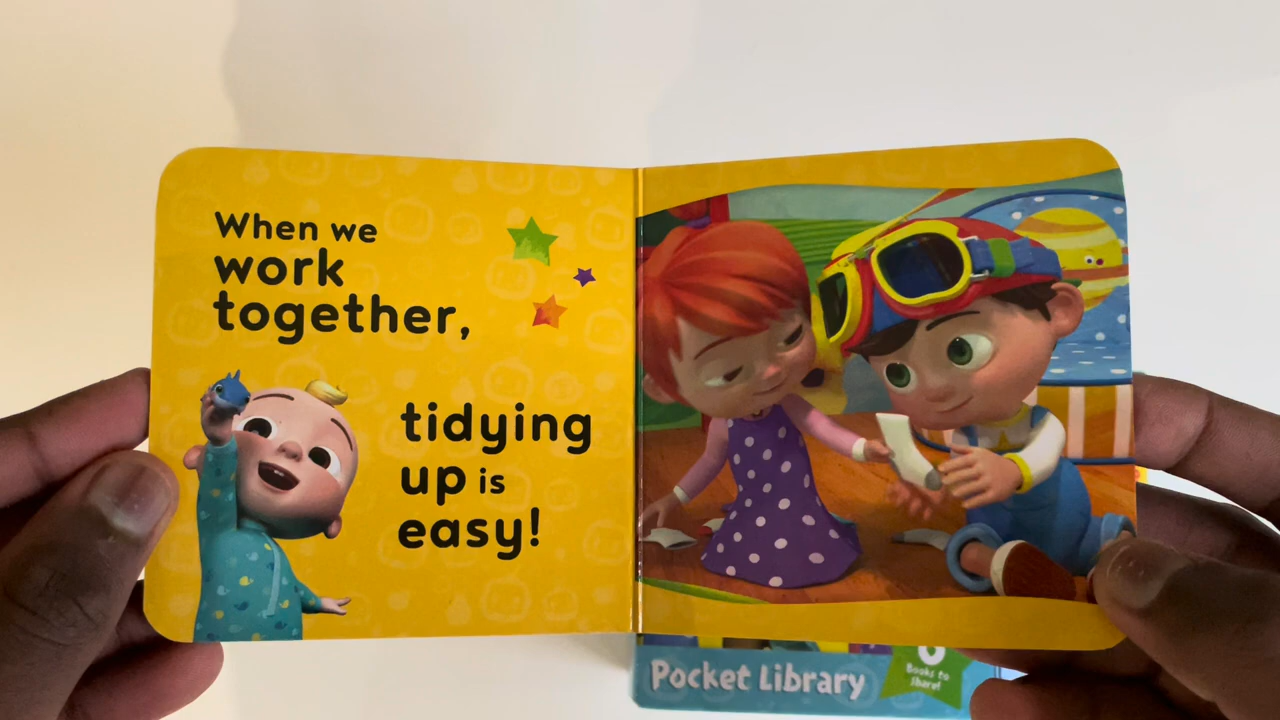 When we
work
together,
tidying
up is
easy!
Pocket Library
Books to
Share!